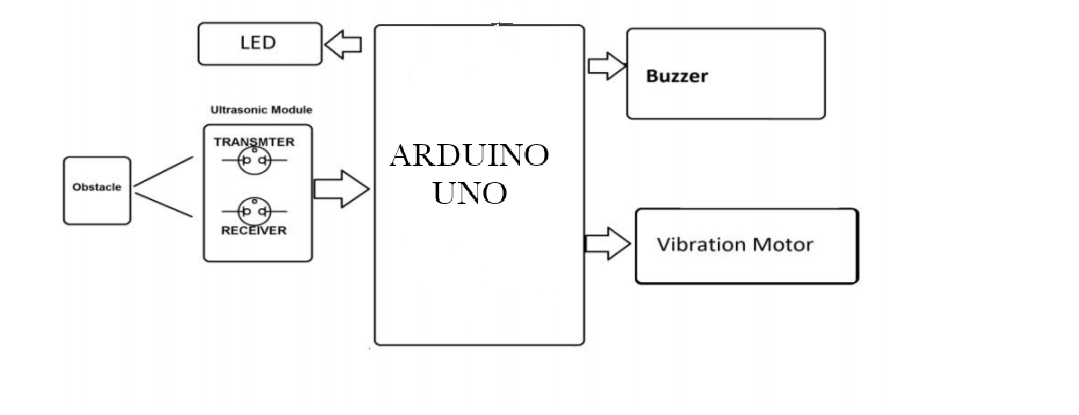 LED
Buzzer
Ultrasonic Module
TRANSMTER
ARDUINO
UNO
Obstacle
RECEIVER
Vibration Motor